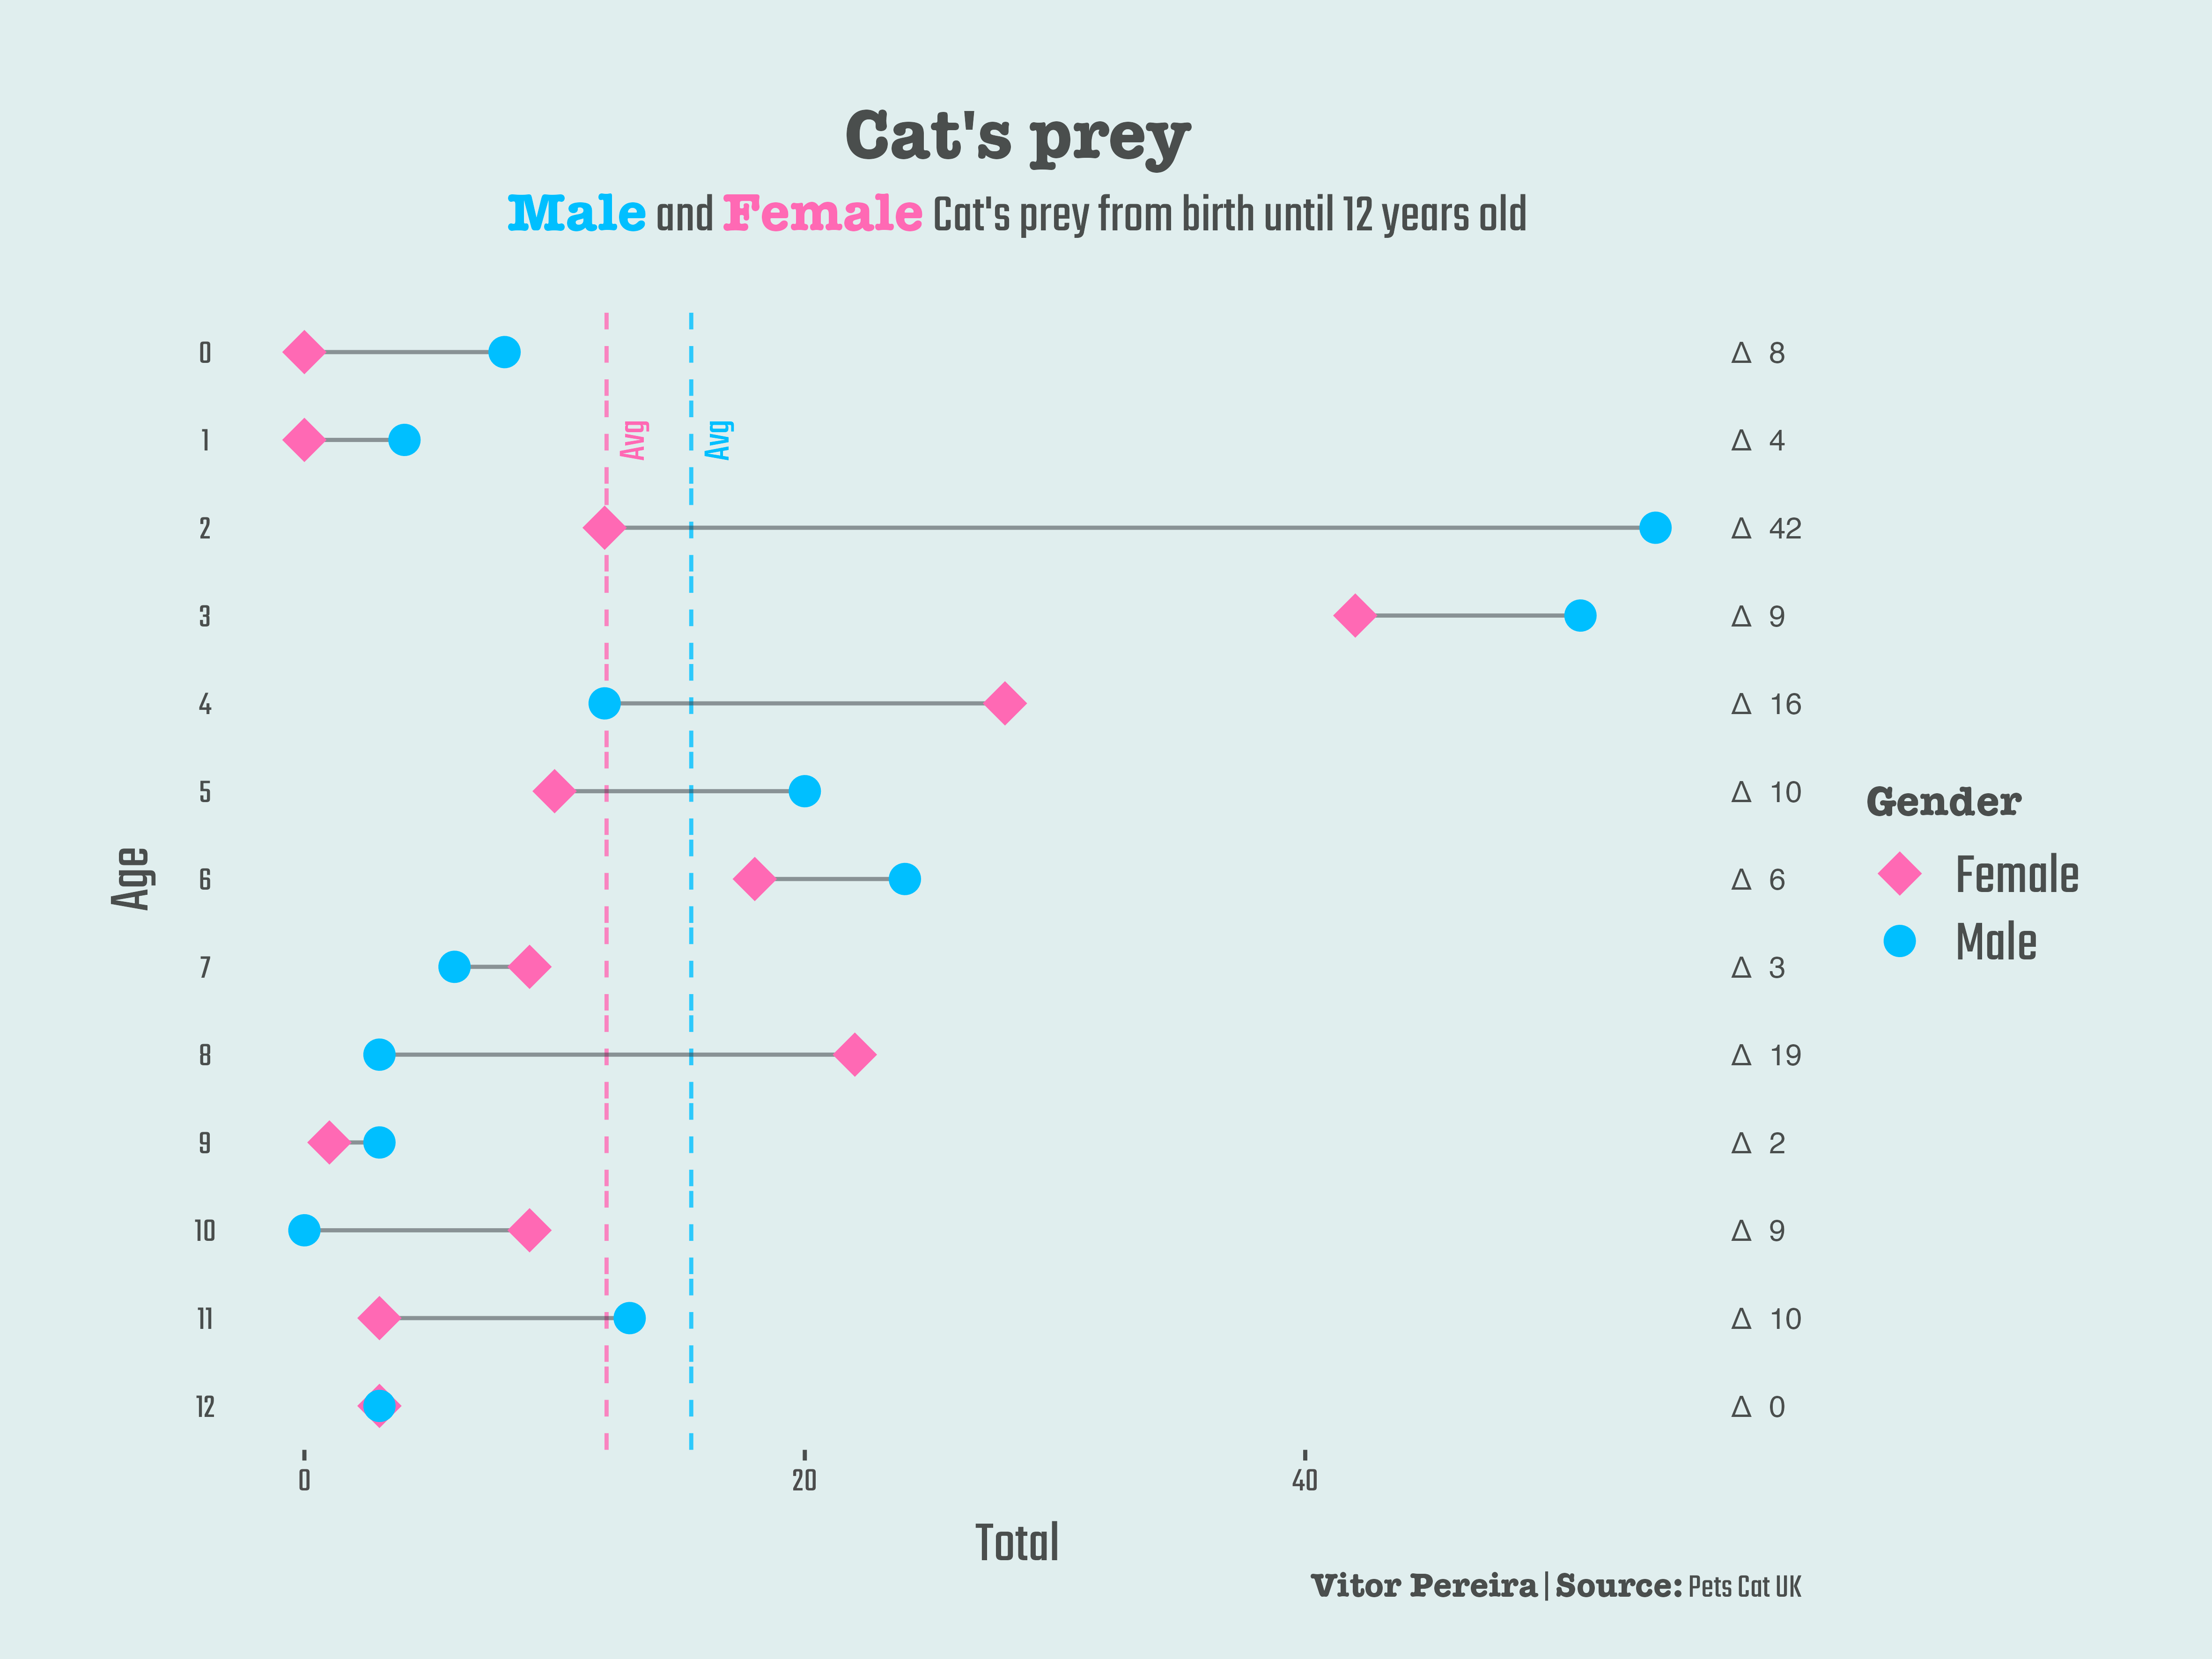 Cat's prey
Male and Female Cat's prey from birth until 12 years old
0 Δ 8
Avg Avg
1 Δ 4
2 Δ 42
3 Δ 9
4 Δ 16
5 Δ 10
6 Δ 6
7 Δ 3
8 Δ 19
9 Δ 2
10 Δ 9
11 Δ 10
12 Δ 0
Age
Gender
Female
Male
0 20 40
Total
Vitor Pereira | Source: Pets Cat UK